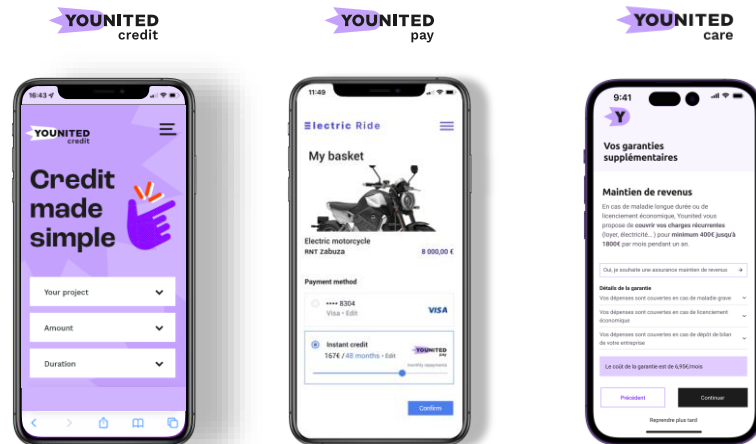 YOUNITED
credit
YOUNITED
pay
YOUNITED
care
16:43
YOUNITED
credit
Credit
made
simple
Your project
Amount
Duration
11:49
Electric Ride
My basket
Electric motorcycle
RNT Zabuza 8 000,00 €
Payment method
•••• 8304
Visa • Edit
VISA
Instant credit
167€ / 48 months • Edit
YOUNITED
pay
monthly repayments
Confirm
9:41
Y
Vos garanties
supplémentaires
Maintien de revenus
En cas de maladie longue durée ou de
licenciement économique, Younited vous
propose de couvrir vos charges récurrentes
(loyer, électricité...) pour minimum 400€ jusqu'à
1800€ par mois pendant un an.
Oui, je souhaite une assurance maintien de revenus
Détails de la garantie
Vos dépenses sont couvertes en cas de maladie grave
Vos dépenses sont couvertes en cas de licenciement
économique
Vos dépenses sont couvertes en cas de dépôt de bilan
de votre entreprise
Le coût de la garantie est de 6,95€/mois
Précédent
Continuer
Reprendre plus tard